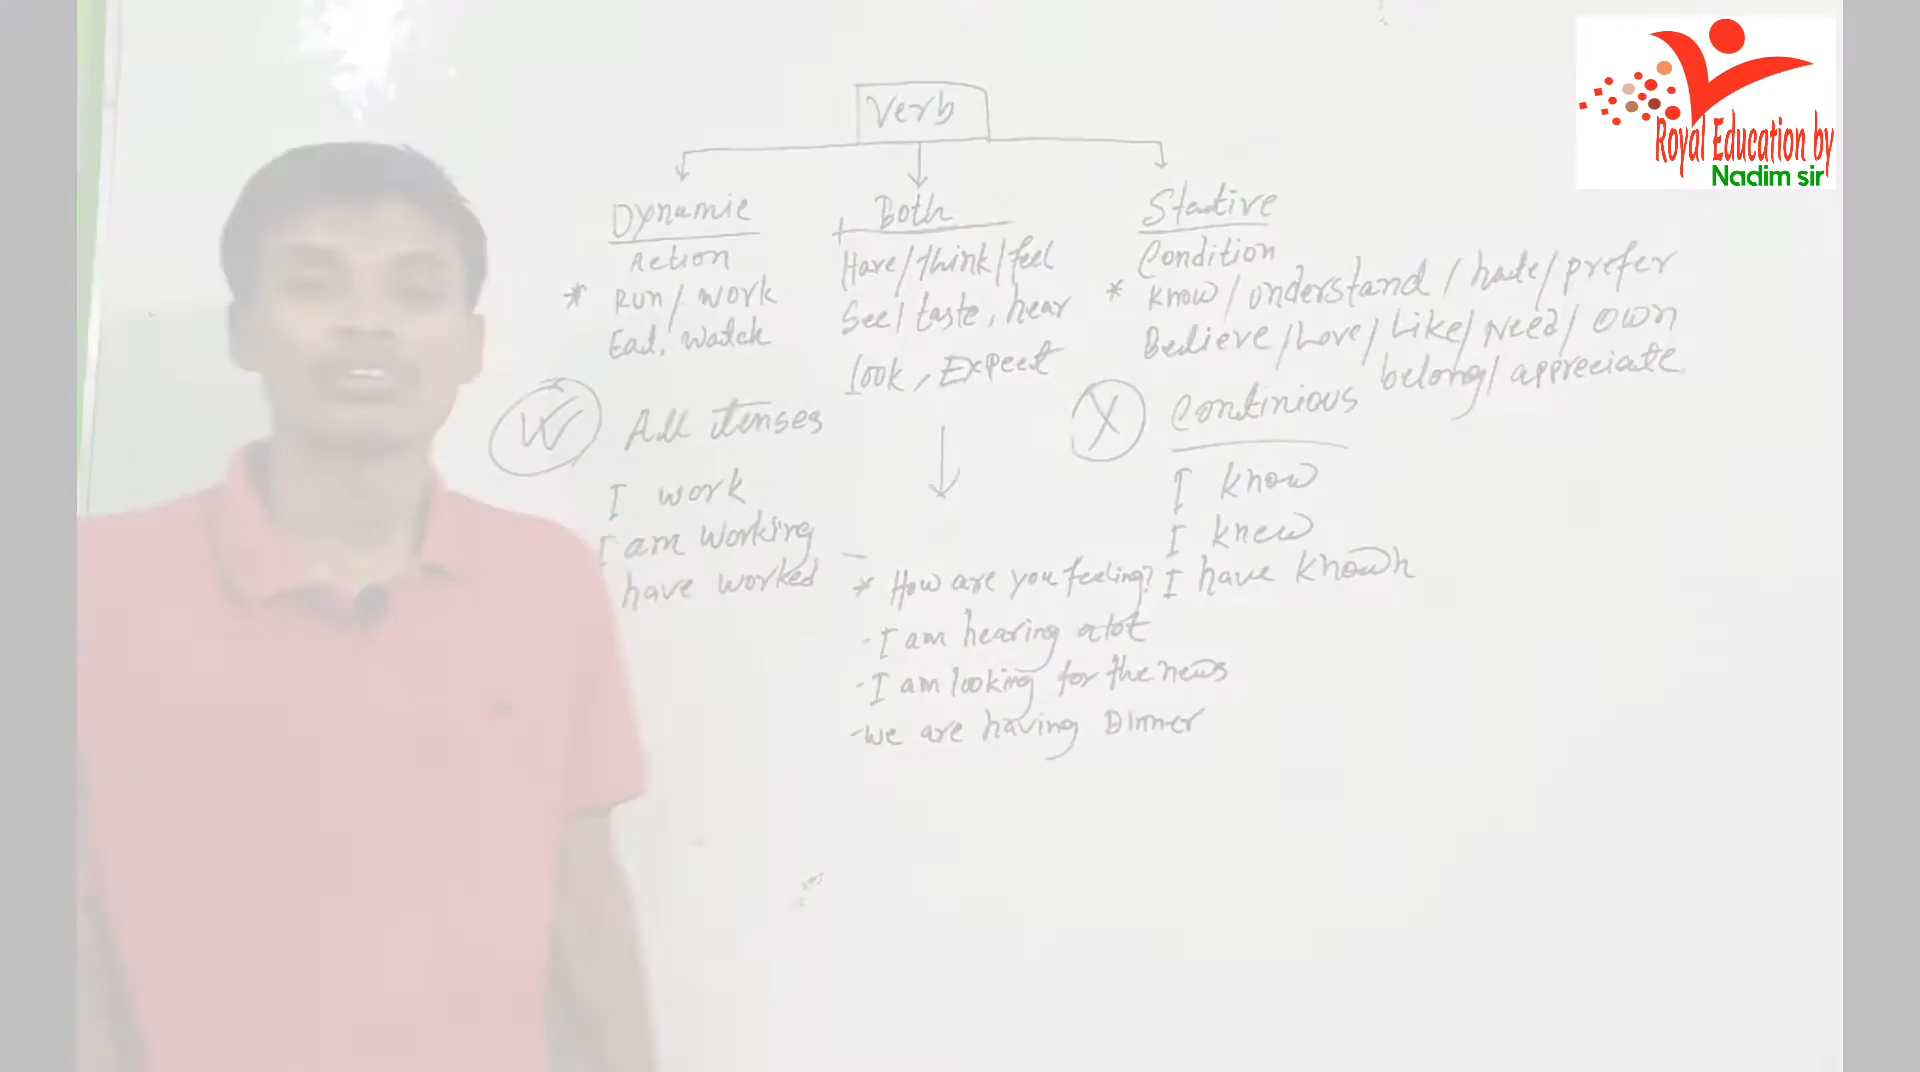 Royal Education by
Nadim sir
Verb
Dynamic
Action
* Run / work
Eat, watch
All tenses
I work
I am working
have worked
Both
Have / think / feel
See / taste, hear
look, Expect
* How are you feeling?
- I am hearing a lot
- I am looking for the news
- we are having Dinner
Stative
Condition
* know / understand / hate / prefer
Believe / Love / Like / Need / own
belong / appreciate
X Continious
I know
I knew
I have known